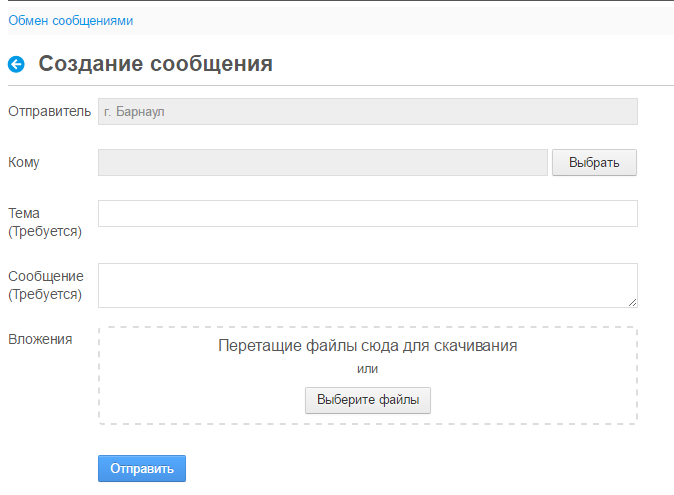 Обмен сообщениями
Создание сообщения
Отправитель г. Барнаул
Кому Выбрать
Тема
(Требуется)
Сообщение
(Требуется)
Вложения
Перетащие файлы сюда для скачивания
или
Выберите файлы
Отправить